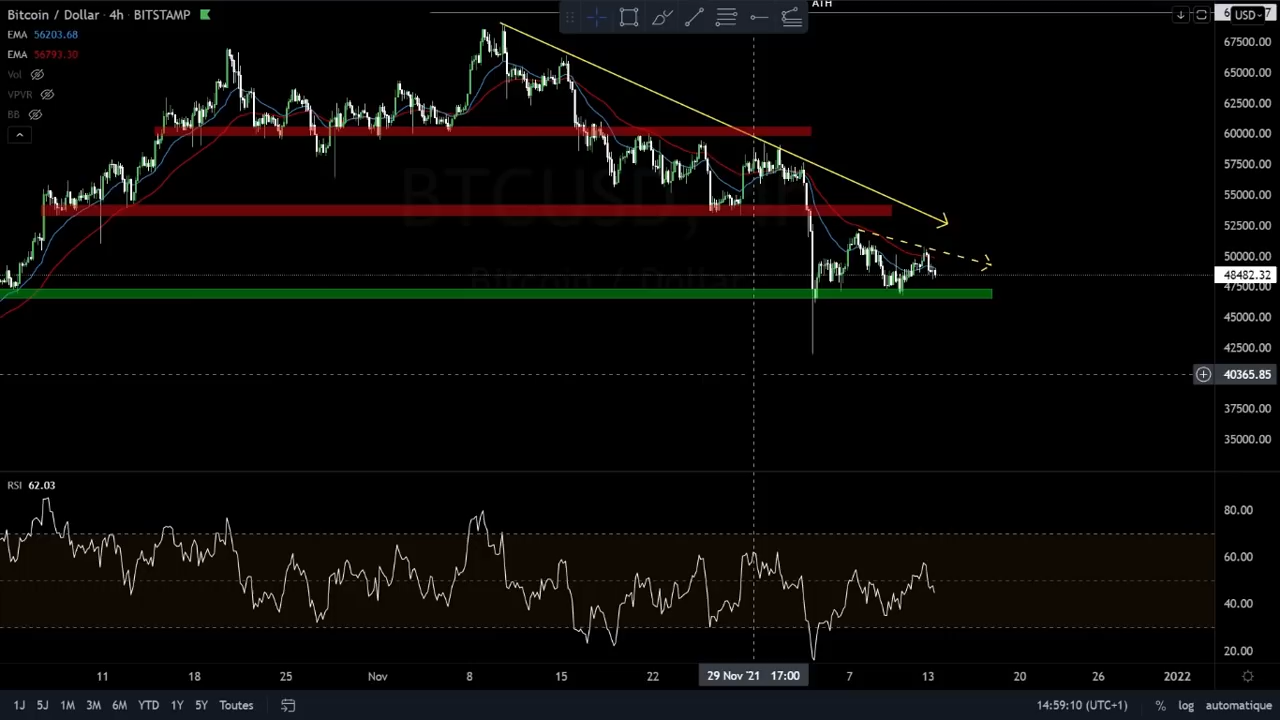 Bitcoin / Dollar · 4h · BITSTAMP
ATH
USD
EMA 56203.68
EMA 56793.30
Vol
VPVR
BB
67500.00
65000.00
62500.00
60000.00
57500.00
55000.00
52500.00
50000.00
48482.32
47500.00
45000.00
42500.00
40365.85
37500.00
35000.00
Bitcoin / Dollar
RSI 62.03
80.00
60.00
40.00
20.00
11 18 25 Nov 8 15 22 29 Nov '21 17:00 7 13 20 26 2022
1J 5J 1M 3M 6M YTD 1Y 5Y Toutes 14:59:10 (UTC+1) % log automatique